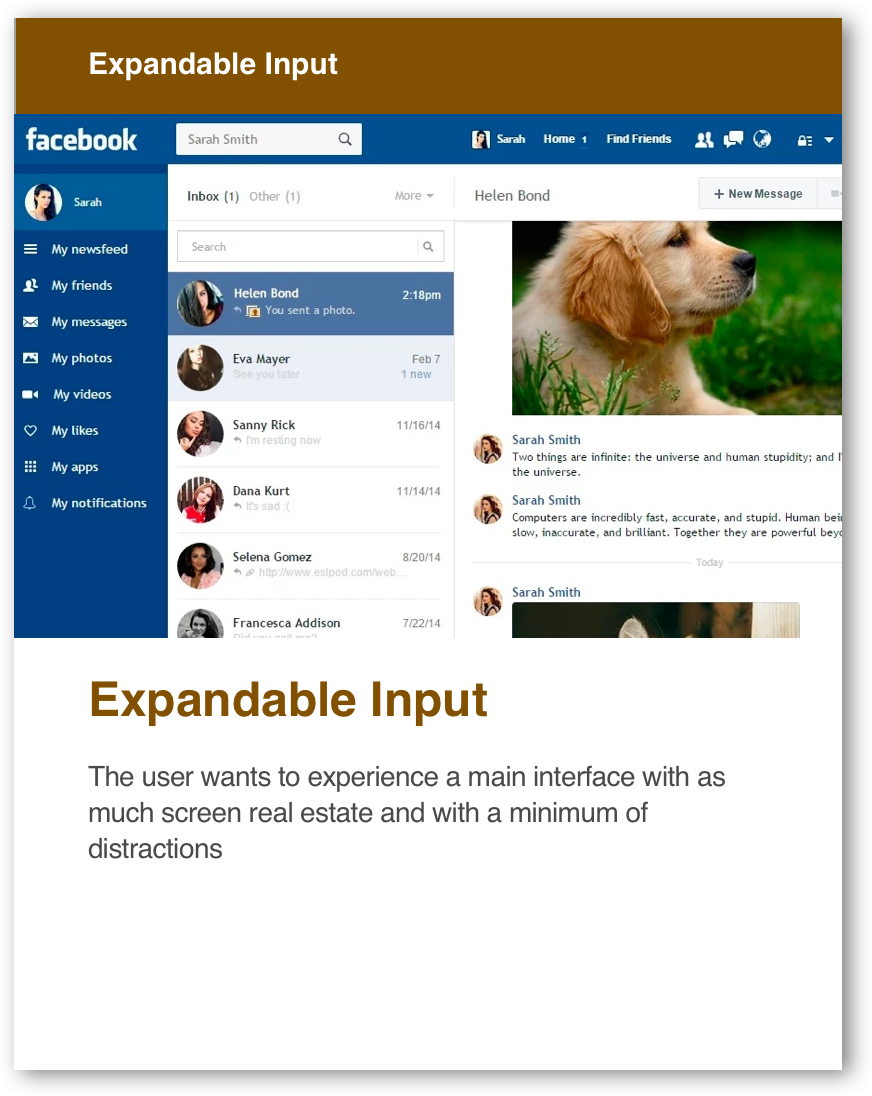 Expandable Input
facebook
Sarah Smith
Sarah
Home 1
Find Friends
Sarah
My newsfeed
My friends
My messages
My photos
My videos
My likes
My apps
My notifications
Inbox (1) Other (1)
More
Search
Helen Bond 2:18pm
You sent a photo.
Eva Mayer Feb 7
See you later 1 new
Sanny Rick 11/16/14
I'm resting now
Dana Kurt 11/14/14
It's sad :(
Selena Gomez 8/20/14
http://www.eslpod.com/web...
Francesca Addison 7/22/14
Did you call me?
Helen Bond
+ New Message
Sarah Smith
Two things are infinite: the universe and human stupidity; and I'
the universe.
Sarah Smith
Computers are incredibly fast, accurate, and stupid. Human bei
slow, inaccurate, and brilliant. Together they are powerful beyo
Today
Sarah Smith
Expandable Input
The user wants to experience a main interface with as
much screen real estate and with a minimum of
distractions